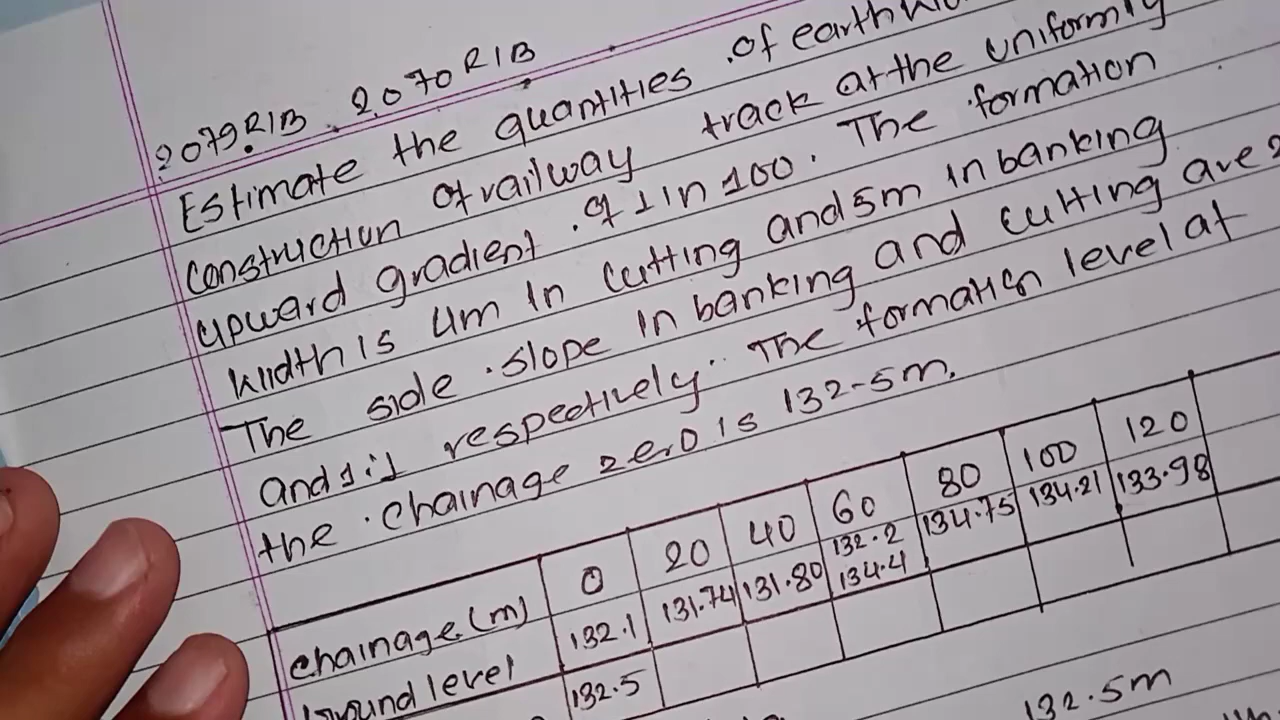 2079.R1B. 2070 R1B
Estimate the quantities of earth
construction of railway track at the uniformly
upward gradient of 1 in 100. The formation
width is 4m in cutting and 5m in banking
The side slope in banking and cutting are 2
and 1:1 respectively. The formation level at
the chainage zero is 132-5m.
chainage (m) 0 20 40 60 80 100 120
Ground level 132.1 131.74 131.80 132.2 134.4 134.75 134.21 133.98
132.5
132.5m